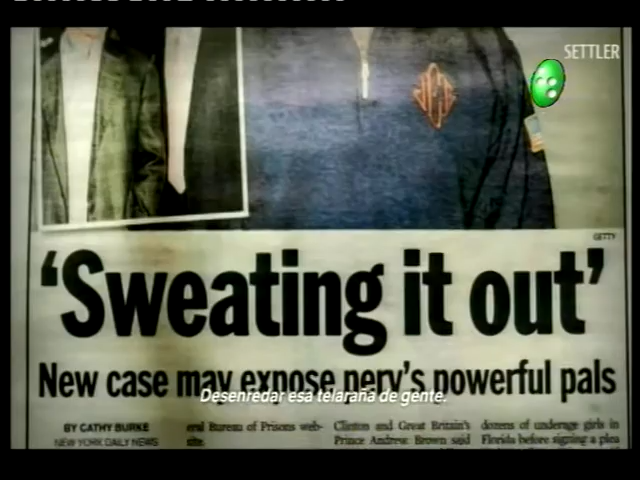 SETTLER
GETTY
‘Sweating it out’
New case may expose perv's powerful pals
Desenredar esa telaraña de gente.
BY CATHY BURKE
NEW YORK DAILY NEWS
eral Bureau of Prisons web-
site.
Clinton and Great Britain's
Prince Andrew. Brown said
dozens of underage girls in
Florida before signing a plea